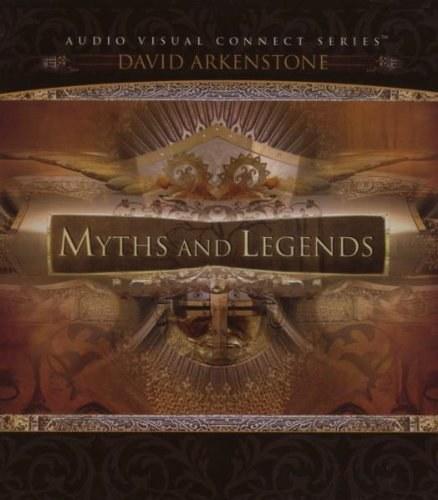 AUDIO VISUAL CONNECT SERIES™
DAVID ARKENSTONE
MYTHS AND LEGENDS